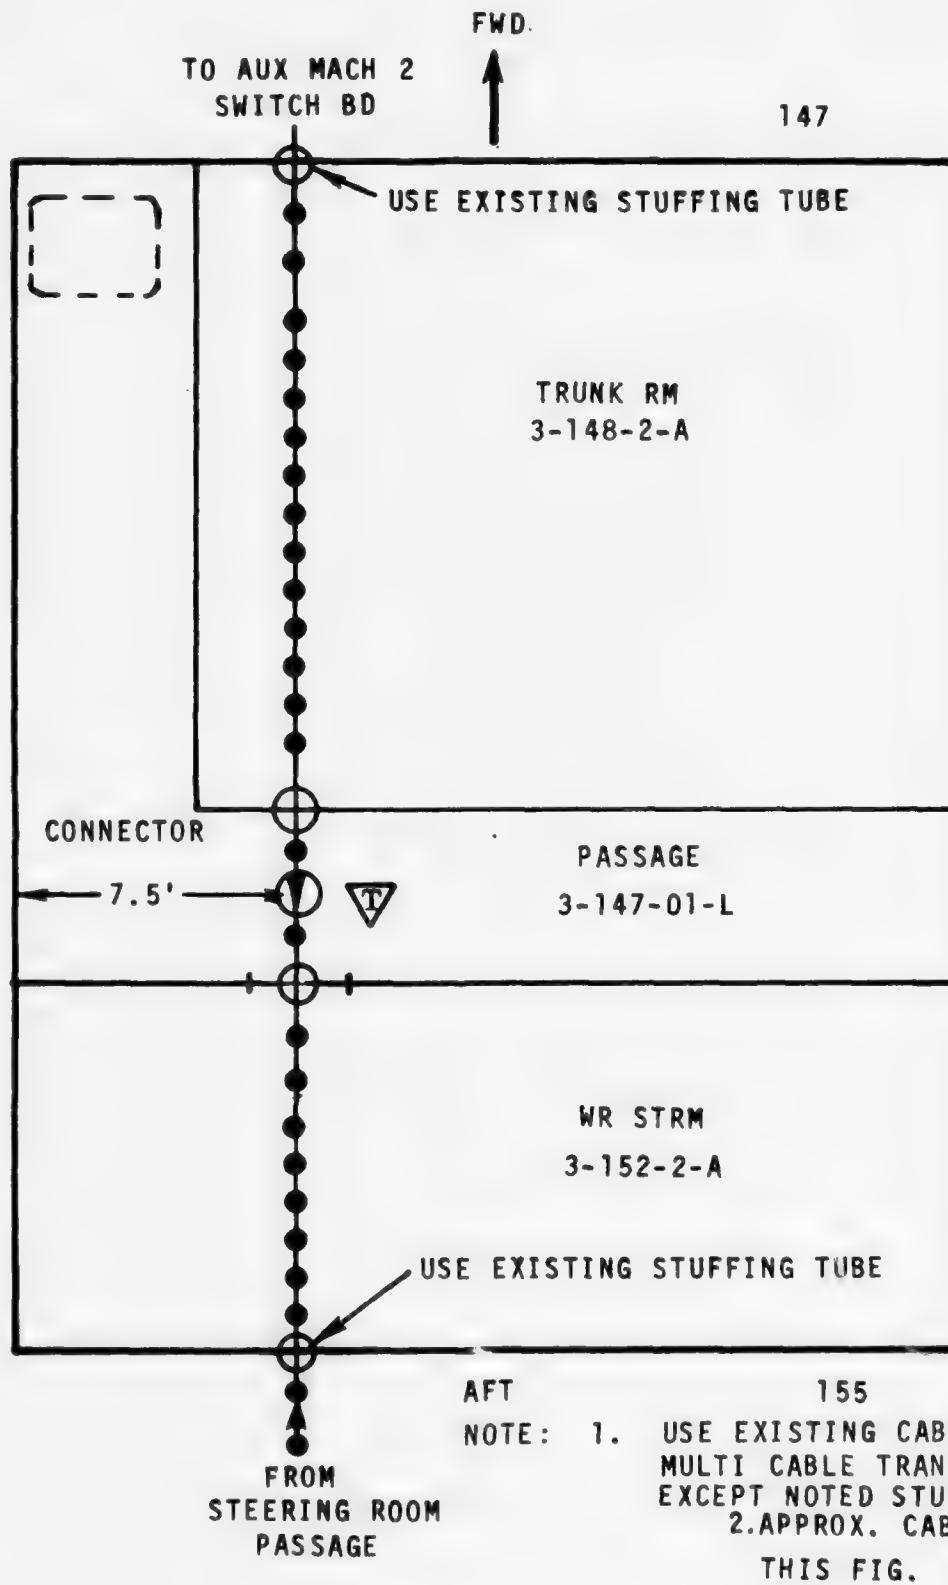 FWD.
TO AUX MACH 2
SWITCH BD
147
USE EXISTING STUFFING TUBE
TRUNK RM
3-148-2-A
CONNECTOR
7.5'
T
PASSAGE
3-147-01-L
WR STRM
3-152-2-A
USE EXISTING STUFFING TUBE
AFT
155
NOTE: 1. USE EXISTING CAB
MULTI CABLE TRAN
EXCEPT NOTED STU
2.APPROX. CAB
THIS FIG.
FROM
STEERING ROOM
PASSAGE